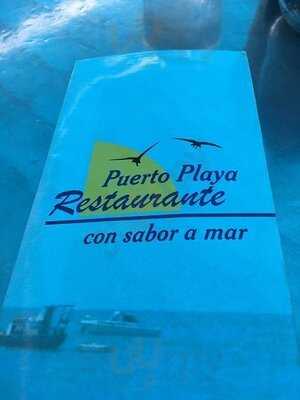 Puerto Playa
Restaurante
con sabor a mar